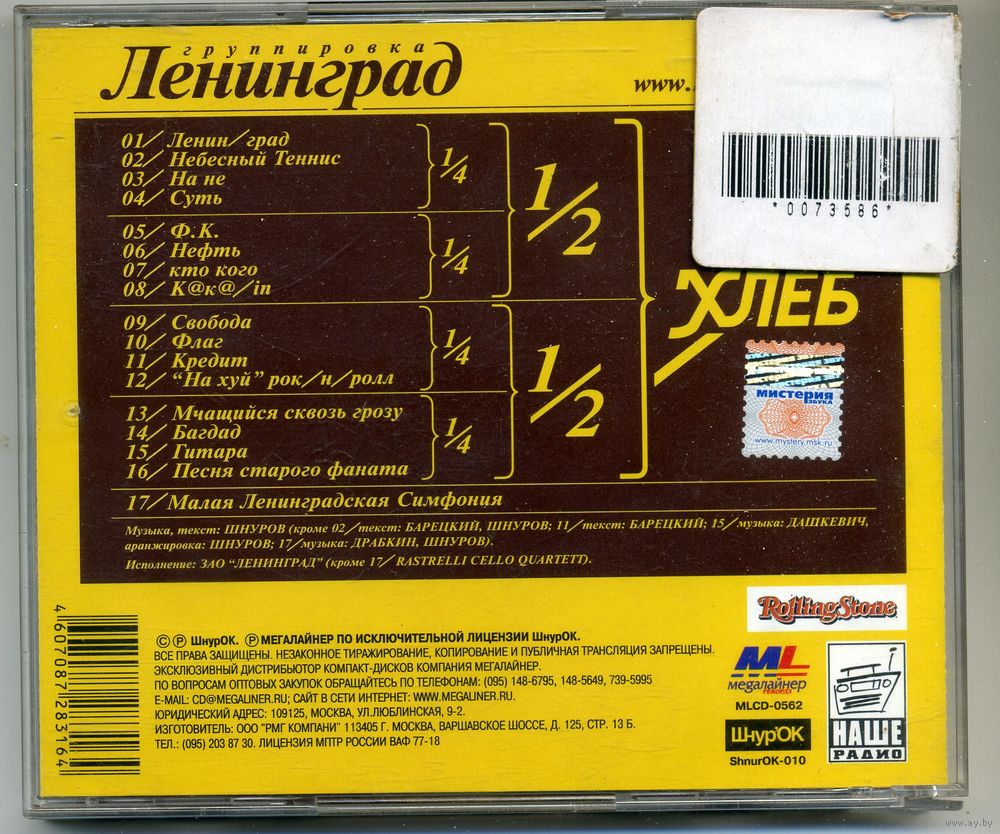 группировка
Ленинград
www.
01/ Ленин/град
02/ Небесный Теннис
03/ На не
04/ Суть
1/4
05/ Ф.К.
06/ Нефть
07/ кто кого
08/ К@к@/in
1/4
1/2
09/ Свобода
10/ Флаг
11/ Кредит
12/ “На хуй” рок/н/ролл
1/4
13/ Мчащийся сквозь грозу
14/ Багдад
15/ Гитара
16/ Песня старого фаната
1/4
1/2
ХЛЕБ
17/ Малая Ленинградская Симфония
Музыка, текст: ШНУРОВ (кроме 02/текст: БАРЕЦКИЙ, ШНУРОВ; 11/текст: БАРЕЦКИЙ; 15/музыка: ДАШКЕВИЧ,
аранжировка: ШНУРОВ; 17/музыка: ДРАБКИН, ШНУРОВ).
Исполнение: ЗАО “ЛЕНИНГРАД” (кроме 17/ RASTRELLI CELLO QUARTETT).
*0073586*
мистерия
ЗВУКА
www.mystery.msk.ru
4607087283164
© ℗ ШнурОК. ℗ МЕГАЛАЙНЕР ПО ИСКЛЮЧИТЕЛЬНОЙ ЛИЦЕНЗИИ ШнурОК.
ВСЕ ПРАВА ЗАЩИЩЕНЫ. НЕЗАКОННОЕ ТИРАЖИРОВАНИЕ, КОПИРОВАНИЕ И ПУБЛИЧНАЯ ТРАНСЛЯЦИЯ ЗАПРЕЩЕНЫ.
ЭКСКЛЮЗИВНЫЙ ДИСТРИБЬЮТОР КОМПАКТ-ДИСКОВ КОМПАНИЯ МЕГАЛАЙНЕР.
ПО ВОПРОСАМ ОПТОВЫХ ЗАКУПОК ОБРАЩАЙТЕСЬ ПО ТЕЛЕФОНАМ: (095) 148-6795, 148-5649, 739-5995
E-MAIL: CD@MEGALINER.RU; САЙТ В СЕТИ ИНТЕРНЕТ: WWW.MEGALINER.RU.
ЮРИДИЧЕСКИЙ АДРЕС: 109125, МОСКВА, УЛ.ЛЮБЛИНСКАЯ, 9-2.
ИЗГОТОВИТЕЛЬ: ООО "РМГ КОМПАНИ" 113405 Г. МОСКВА, ВАРШАВСКОЕ ШОССЕ, Д. 125, СТР. 13 Б.
ТЕЛ.: (095) 203 87 30. ЛИЦЕНЗИЯ МПТР РОССИИ ВАФ 77-18
RollingStone
ML
мегалайнер
рекордз
MLCD-0562
ШнурОК
ShnurOK-010
НАШЕ
РАДИО
www.ay.by